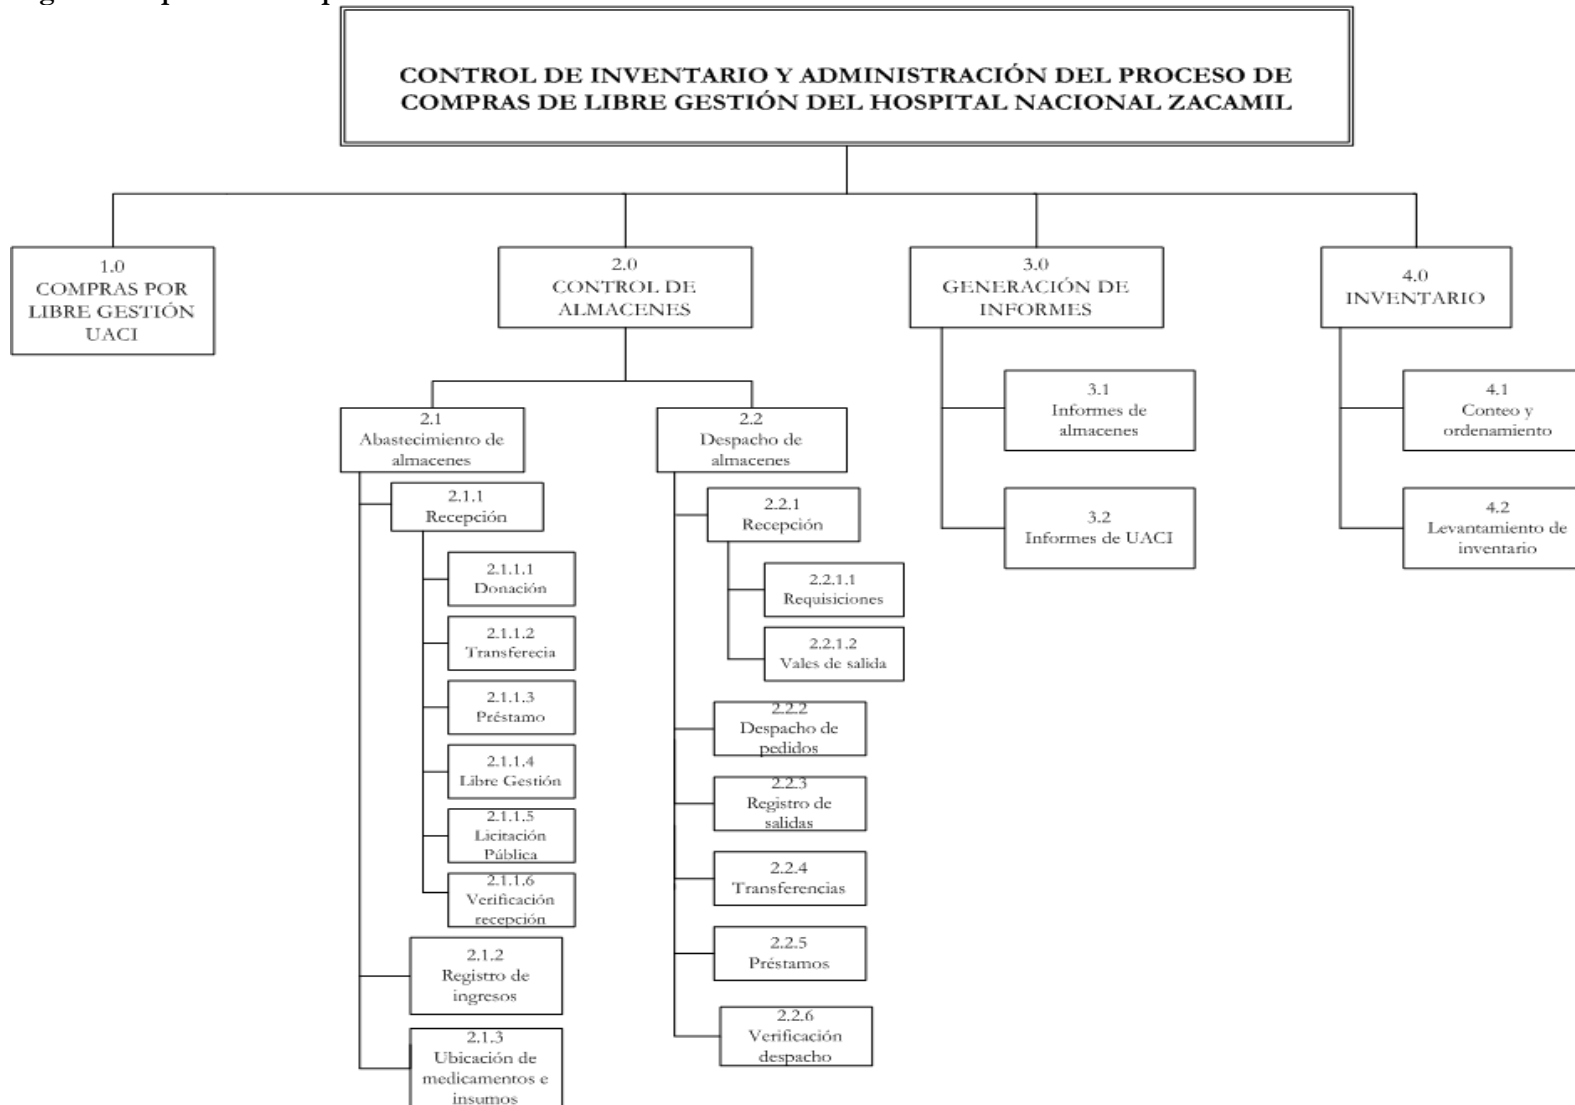 CONTROL DE INVENTARIO Y ADMINISTRACIÓN DEL PROCESO DE
COMPRAS DE LIBRE GESTIÓN DEL HOSPITAL NACIONAL ZACAMIL
1.0
COMPRAS POR
LIBRE GESTIÓN
UACI
2.0
CONTROL DE
ALMACENES
3.0
GENERACIÓN DE
INFORMES
4.0
INVENTARIO
2.1
Abastecimiento de
almacenes
2.1.1
Recepción
2.1.1.1
Donación
2.1.1.2
Transferecia
2.1.1.3
Préstamo
2.1.1.4
Libre Gestión
2.1.1.5
Licitación
Pública
2.1.1.6
Verificación
recepción
2.1.2
Registro de
ingresos
2.1.3
Ubicación de
medicamentos e
insumos
2.2
Despacho de
almacenes
2.2.1
Recepción
2.2.1.1
Requisiciones
2.2.1.2
Vales de salida
2.2.2
Despacho de
pedidos
2.2.3
Registro de
salidas
2.2.4
Transferencias
2.2.5
Préstamos
2.2.6
Verificación
despacho
3.1
Informes de
almacenes
3.2
Informes de UACI
4.1
Conteo y
ordenamiento
4.2
Levantamiento de
inventario